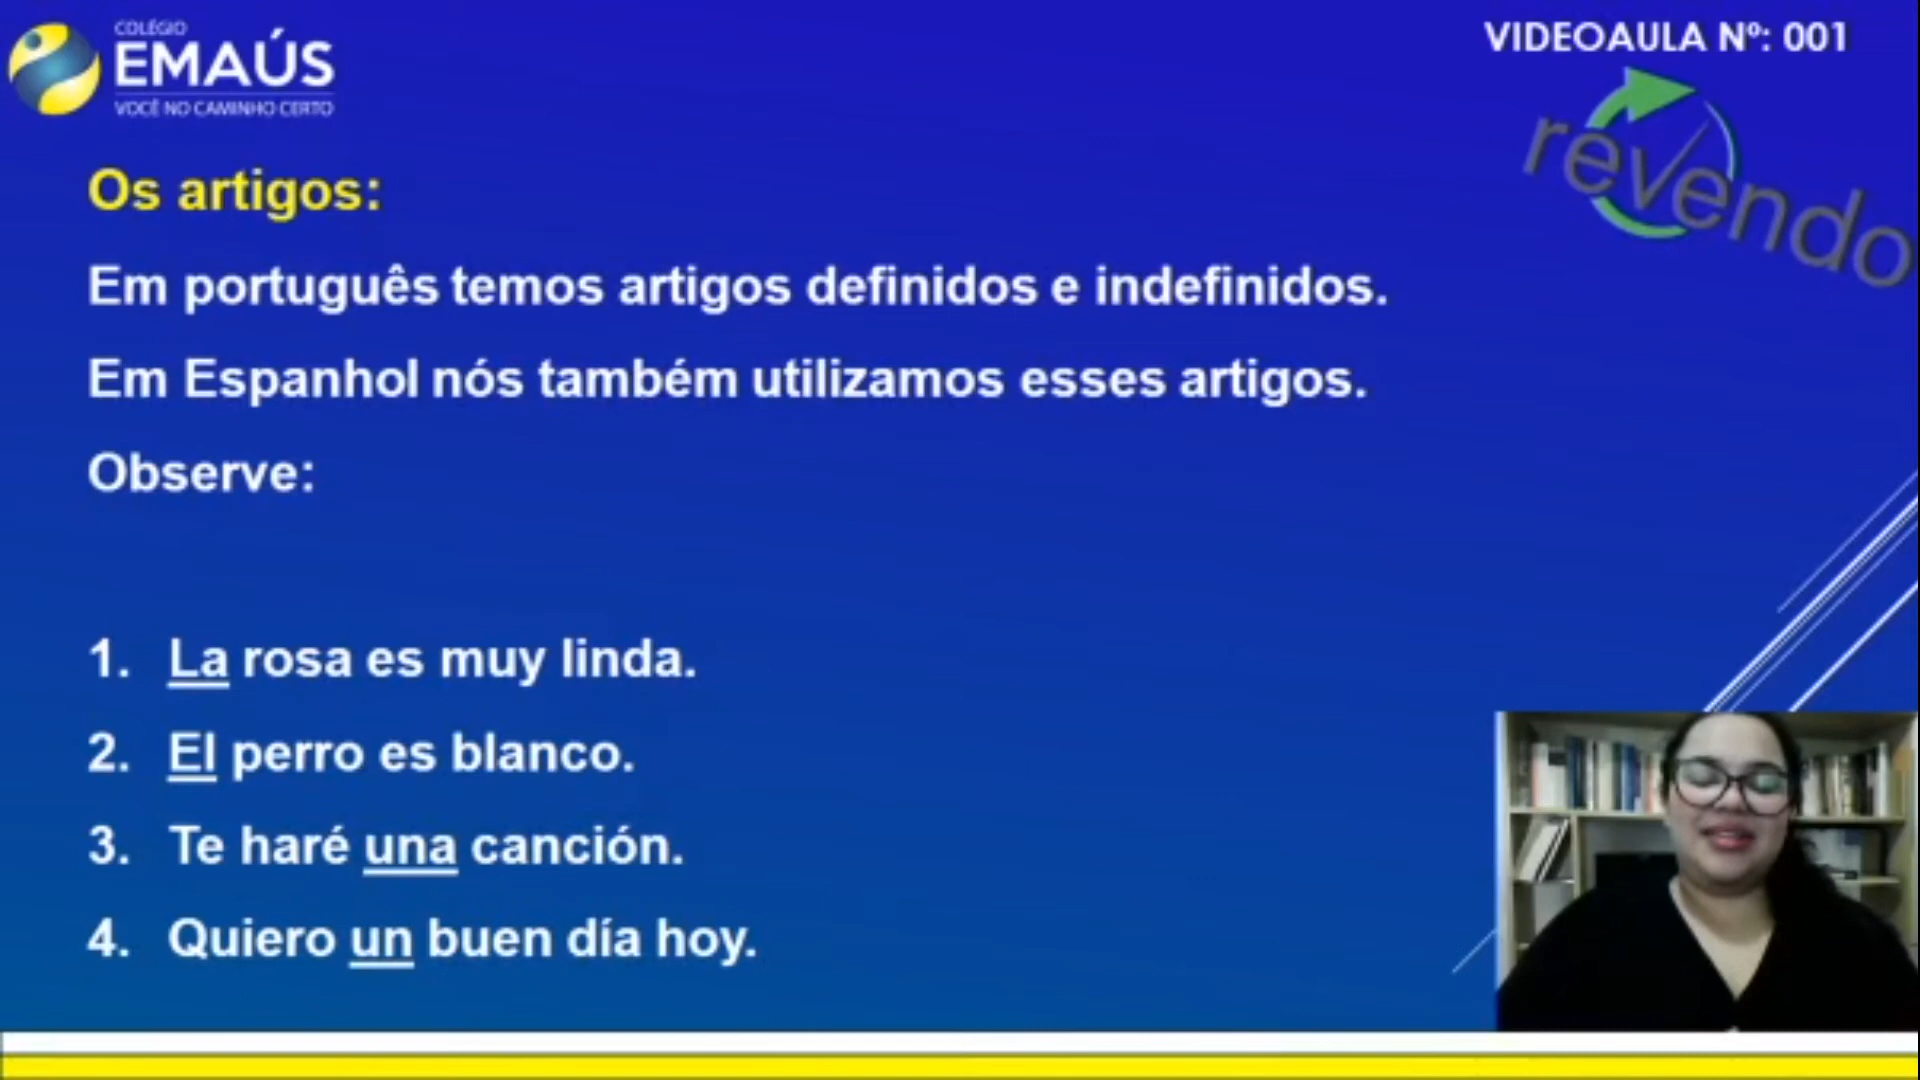 COLÉGIO
EMAÚS
VOCÊ NO CAMINHO CERTO
VIDEOAULA Nº: 001
revendo
Os artigos:
Em português temos artigos definidos e indefinidos.
Em Espanhol nós também utilizamos esses artigos.
Observe:
1. La rosa es muy linda.
2. El perro es blanco.
3. Te haré una canción.
4. Quiero un buen día hoy.